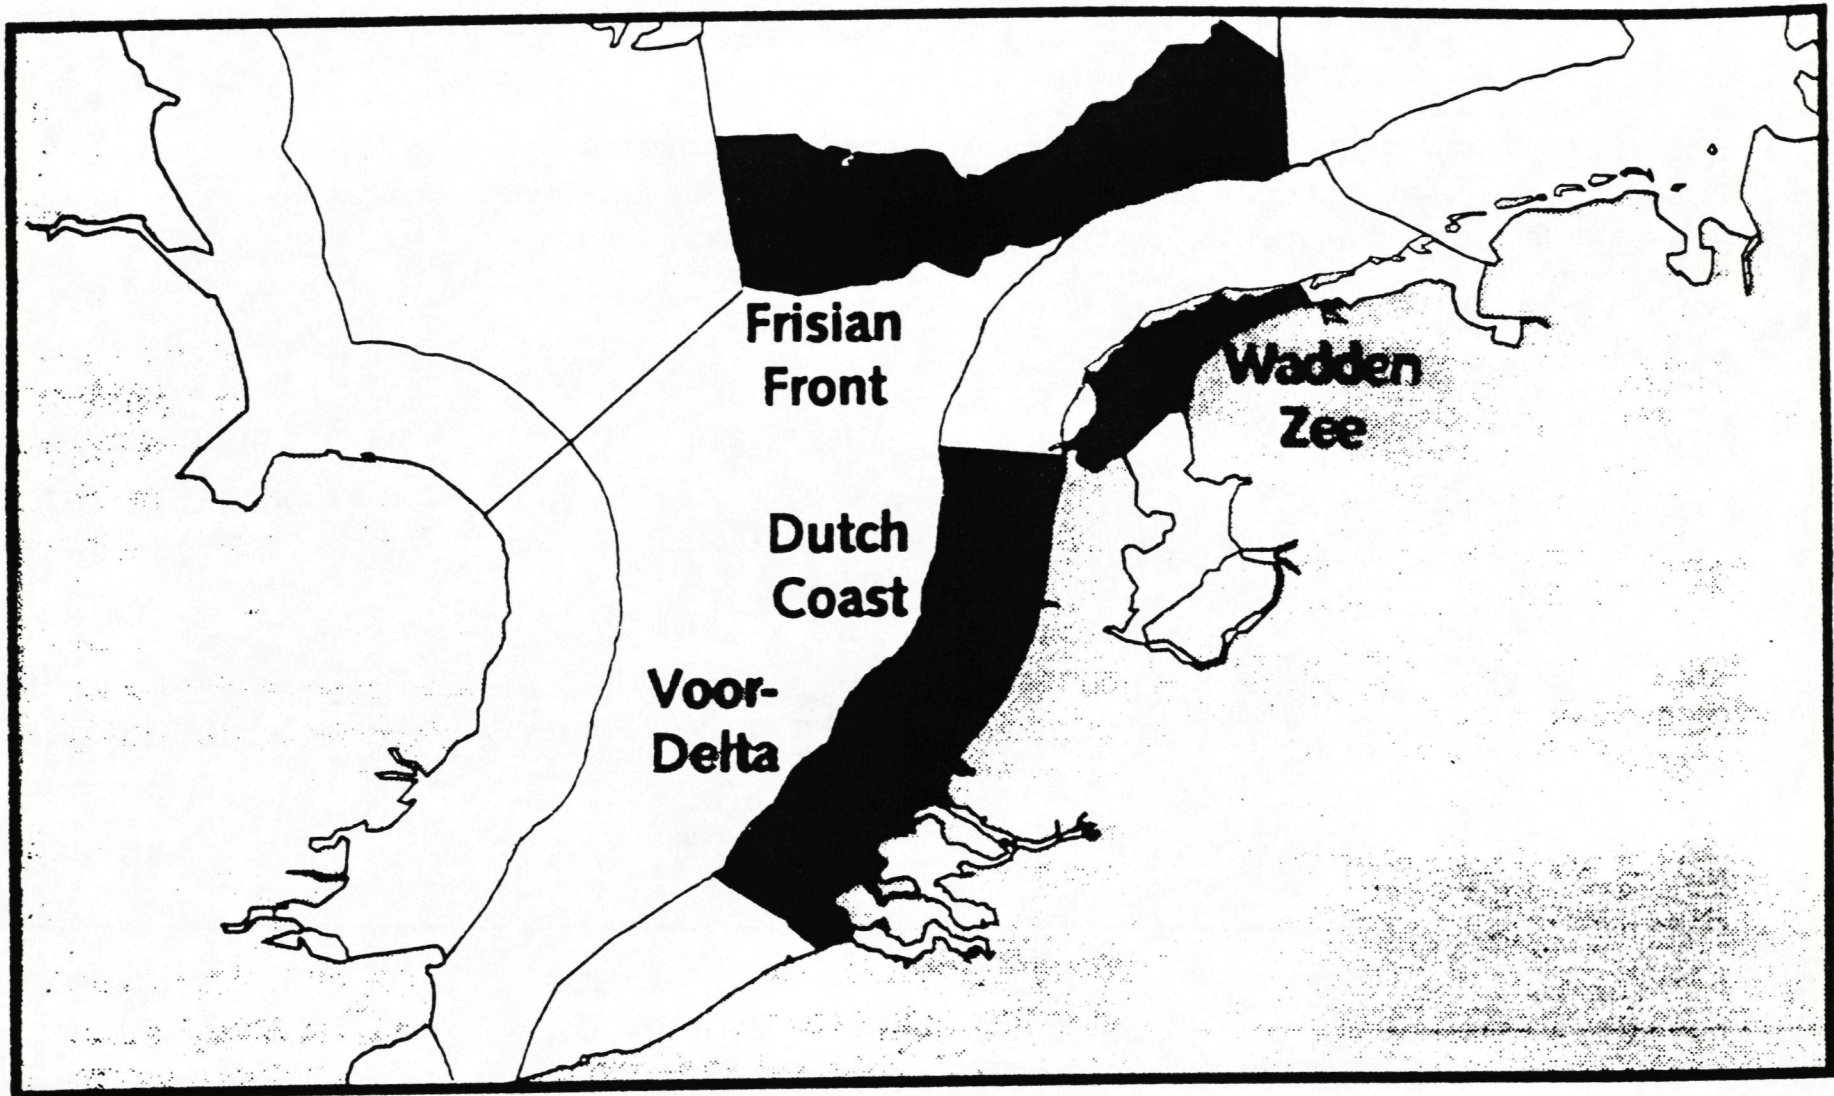 Frisian
Front
Wadden
Zee
Dutch
Coast
Voor-
Delta